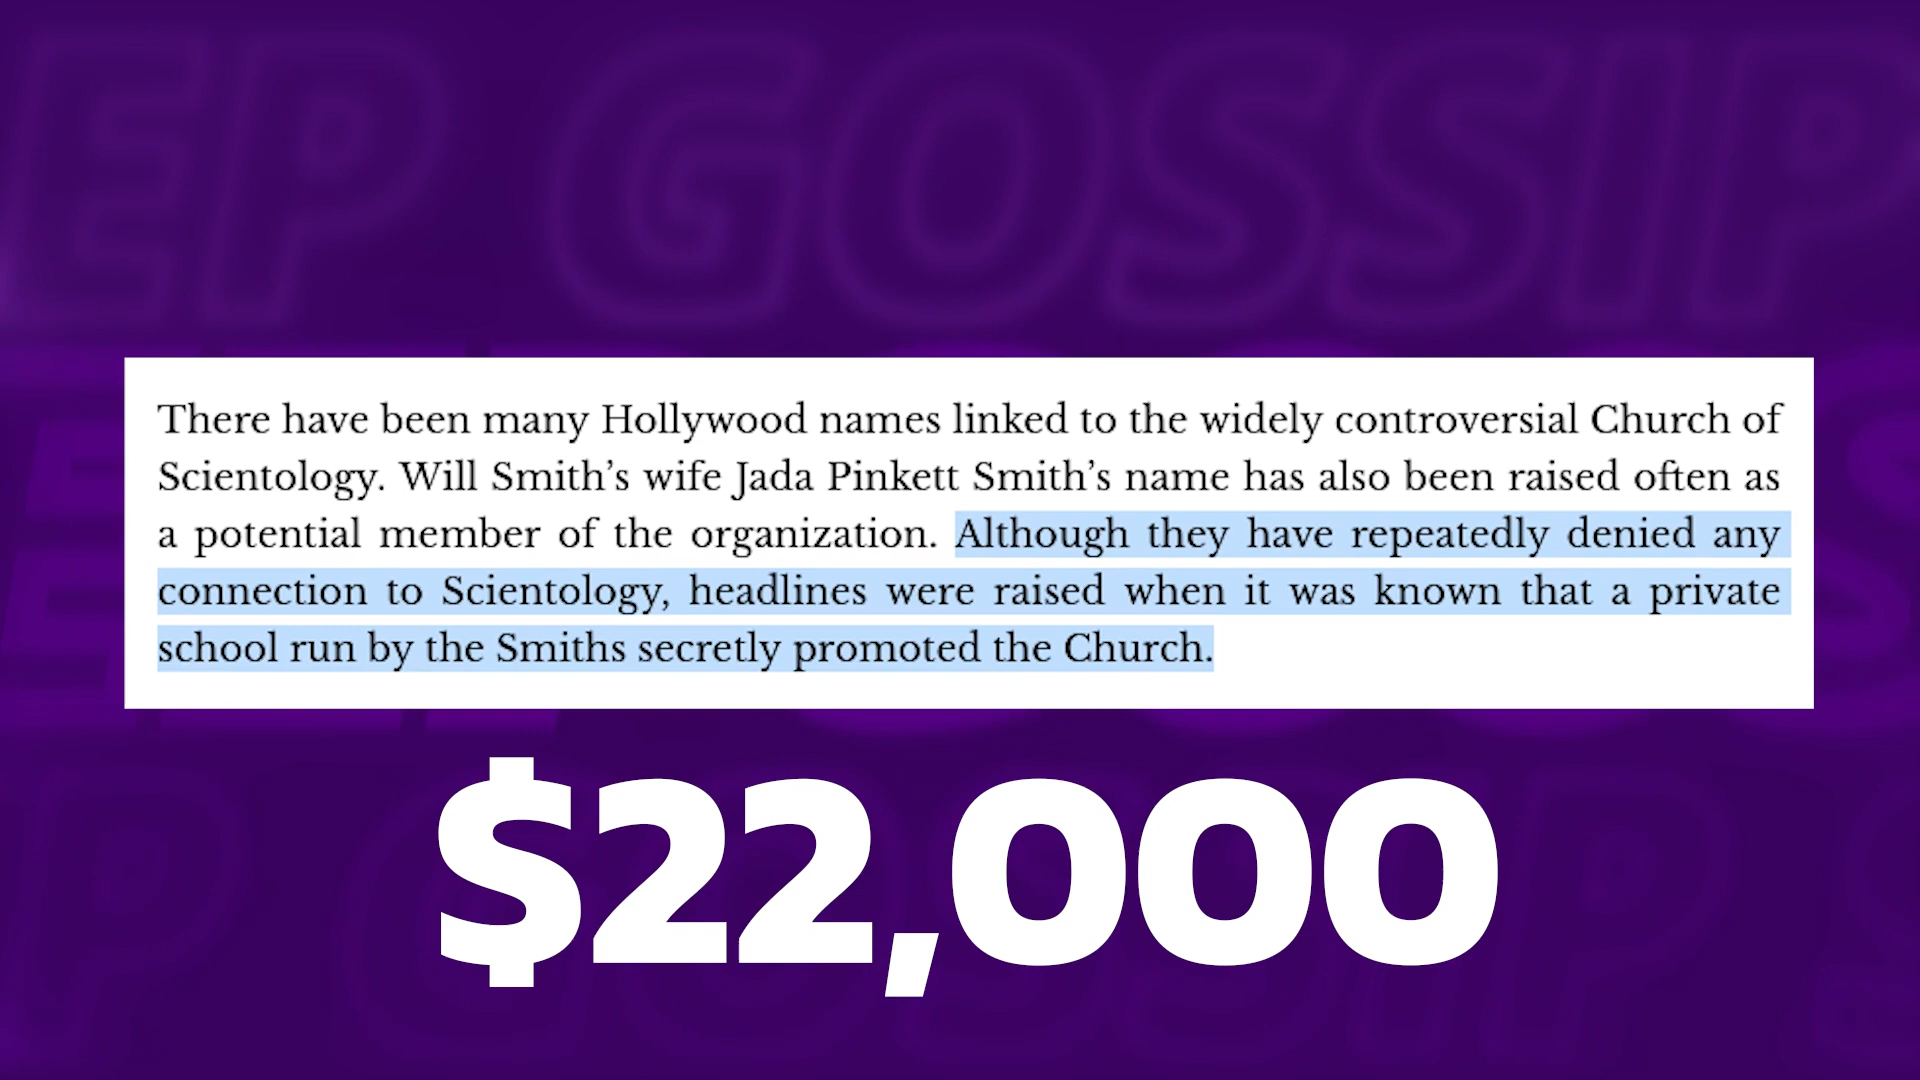 EP GOSSIP
There have been many Hollywood names linked to the widely controversial Church of
Scientology. Will Smith’s wife Jada Pinkett Smith’s name has also been raised often as
a potential member of the organization. Although they have repeatedly denied any
connection to Scientology, headlines were raised when it was known that a private
school run by the Smiths secretly promoted the Church.
$22,000